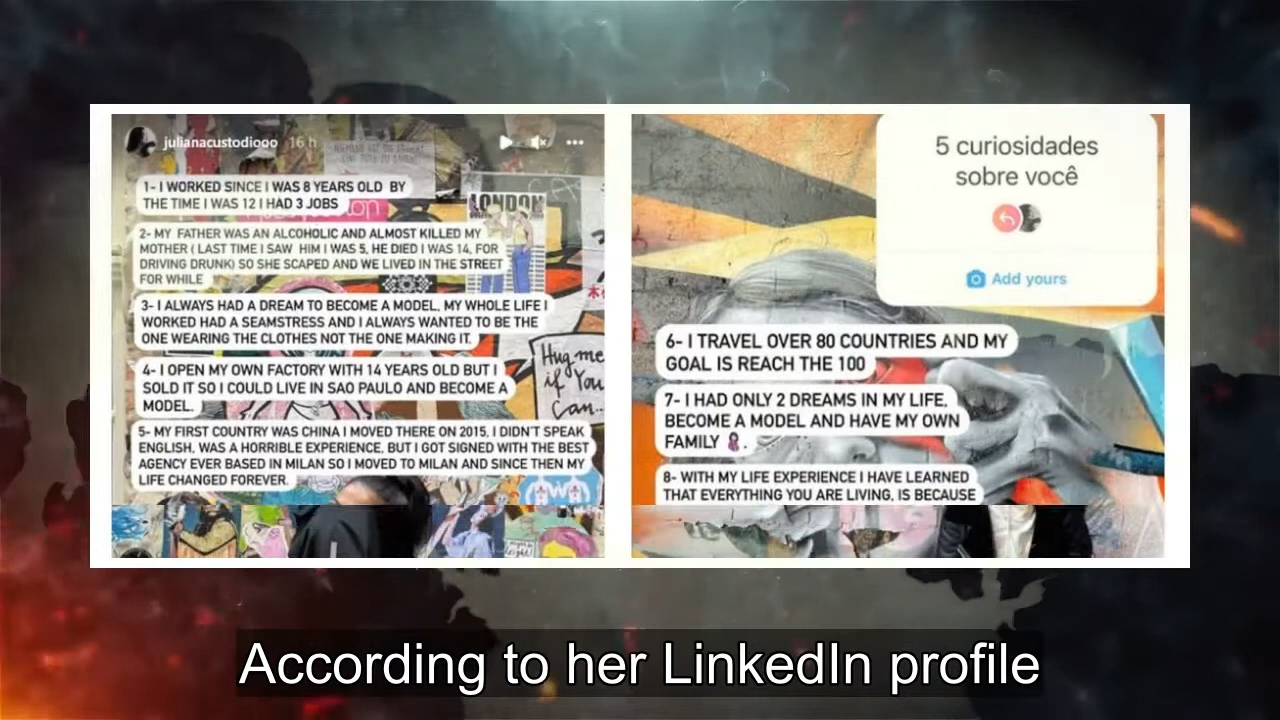 julianacustodiooo 16 h
1- I WORKED SINCE I WAS 8 YEARS OLD BY
THE TIME I WAS 12 I HAD 3 JOBS
LONDON
2- MY FATHER WAS AN ALCOHOLIC AND ALMOST KILLED MY
MOTHER ( LAST TIME I SAW HIM I WAS 5, HE DIED I WAS 14, FOR
DRIVING DRUNK) SO SHE SCAPED AND WE LIVED IN THE STREET
FOR WHILE
3- I ALWAYS HAD A DREAM TO BECOME A MODEL, MY WHOLE LIFE I
WORKED HAD A SEAMSTRESS AND I ALWAYS WANTED TO BE THE
ONE WEARING THE CLOTHES NOT THE ONE MAKING IT.
Hug me
if You
Can..
4- I OPEN MY OWN FACTORY WITH 14 YEARS OLD BUT I
SOLD IT SO I COULD LIVE IN SAO PAULO AND BECOME A
MODEL.
5- MY FIRST COUNTRY WAS CHINA I MOVED THERE ON 2015, I DIDN'T SPEAK
ENGLISH, WAS A HORRIBLE EXPERIENCE, BUT I GOT SIGNED WITH THE BEST
AGENCY EVER BASED IN MILAN SO I MOVED TO MILAN AND SINCE THEN MY
LIFE CHANGED FOREVER.
5 curiosidades
sobre você
Add yours
6- I TRAVEL OVER 80 COUNTRIES AND MY
GOAL IS REACH THE 100
7- I HAD ONLY 2 DREAMS IN MY LIFE,
BECOME A MODEL AND HAVE MY OWN
FAMILY 🤰.
8- WITH MY LIFE EXPERIENCE I HAVE LEARNED
THAT EVERYTHING YOU ARE LIVING, IS BECAUSE
According to her LinkedIn profile